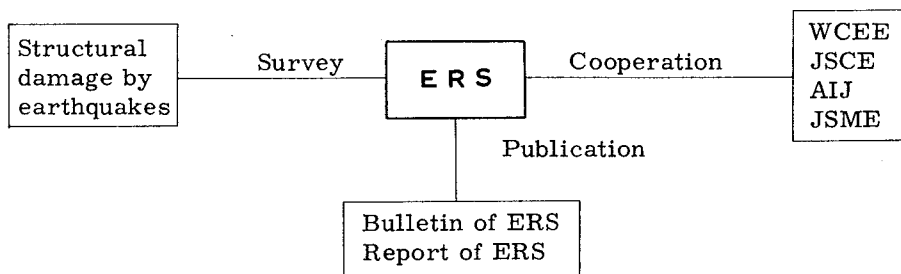 Structural
damage by
earthquakes
Survey
E R S
Cooperation
WCEE
JSCE
AIJ
JSME
Publication
Bulletin of ERS
Report of ERS